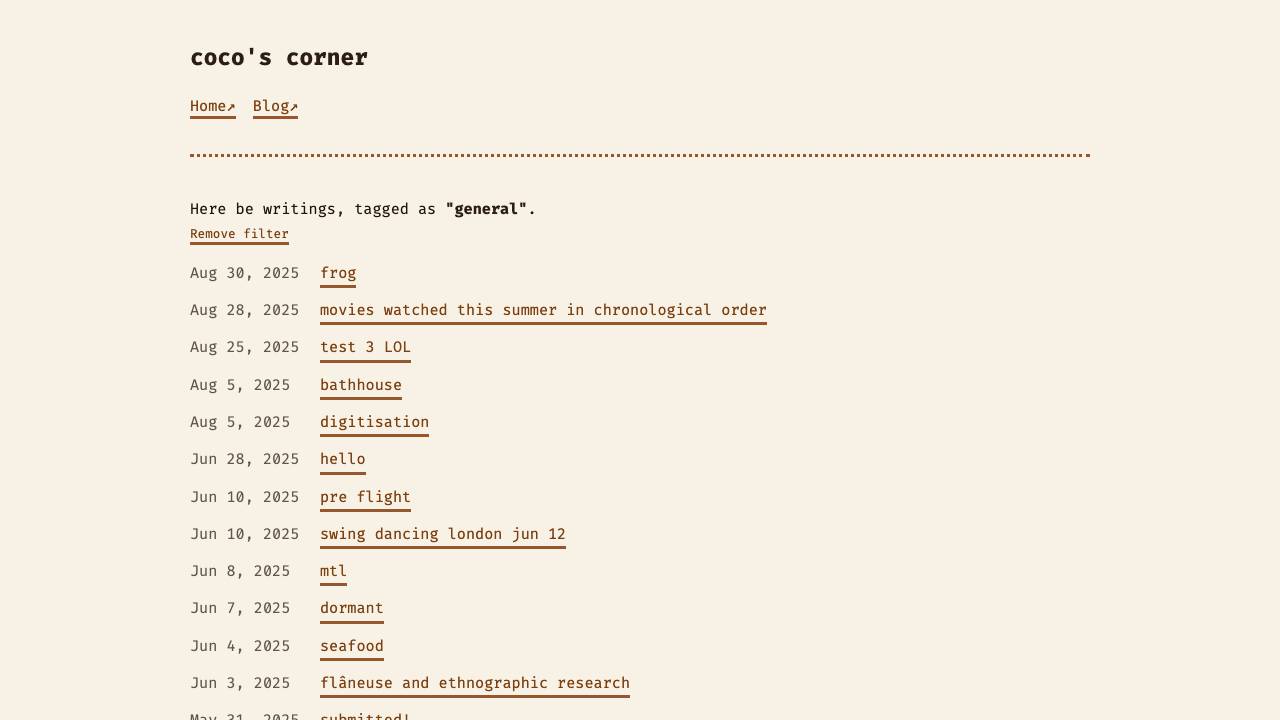 coco's corner
Home↗ Blog↗
Here be writings, tagged as "general".
Remove filter
Aug 30, 2025 frog
Aug 28, 2025 movies watched this summer in chronological order
Aug 25, 2025 test 3 LOL
Aug 5, 2025 bathhouse
Aug 5, 2025 digitisation
Jun 28, 2025 hello
Jun 10, 2025 pre flight
Jun 10, 2025 swing dancing london jun 12
Jun 8, 2025 mtl
Jun 7, 2025 dormant
Jun 4, 2025 seafood
Jun 3, 2025 flâneuse and ethnographic research
May 31, 2025 submitted!